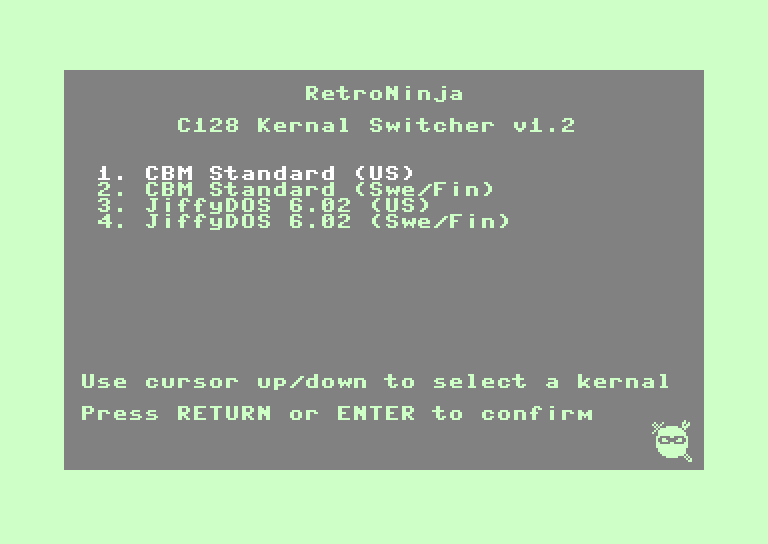 RetroNinja
C128 Kernal Switcher v1.2
1. CBM Standard (US)
2. CBM Standard (Swe/Fin)
3. JiffyDOS 6.02 (US)
4. JiffyDOS 6.02 (Swe/Fin)
Use cursor up/down to select a kernal
Press RETURN or ENTER to confirm